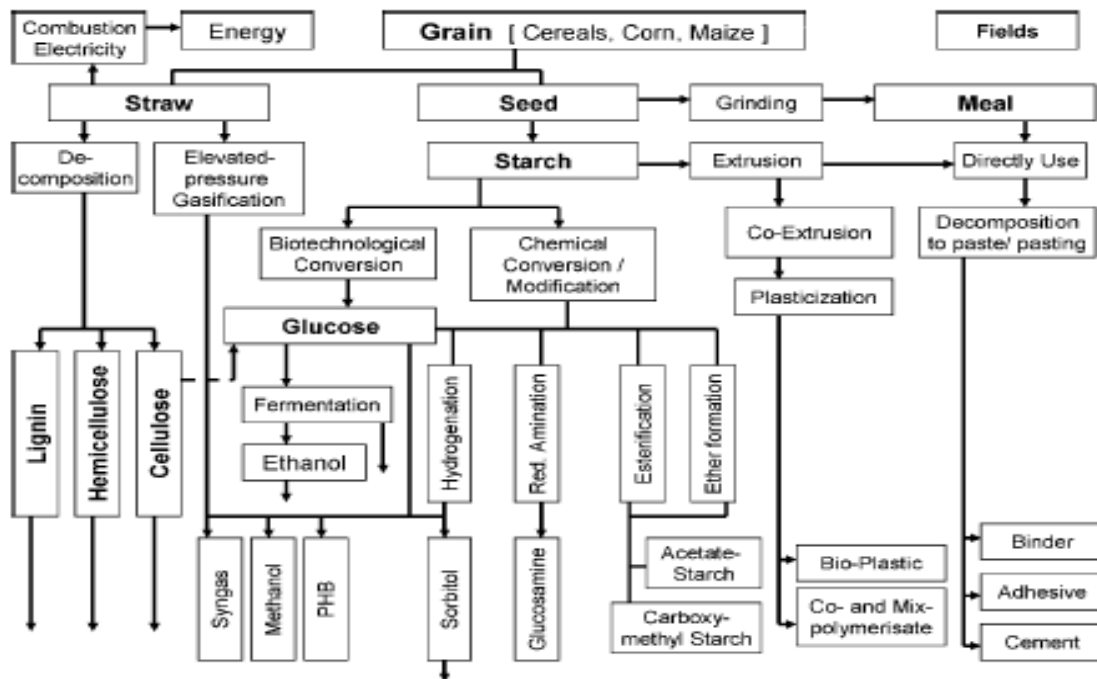 Combustion
Electricity
Energy
Grain [ Cereals, Corn, Maize ]
Fields
Straw
Seed
Grinding
Meal
De-
composition
Elevated-
pressure
Gasification
Starch
Extrusion
Directly Use
Biotechnological
Conversion
Chemical
Conversion /
Modification
Co-Extrusion
Decomposition
to paste/ pasting
Plasticization
Glucose
Lignin
Hemicellulose
Cellulose
Fermentation
Ethanol
Hydrogenation
Red. Amination
Esterification
Ether formation
Syngas
Methanol
PHB
Sorbitol
Glucosamine
Acetate-
Starch
Carboxy-
methyl Starch
Bio-Plastic
Co- and Mix-
polymerisate
Binder
Adhesive
Cement